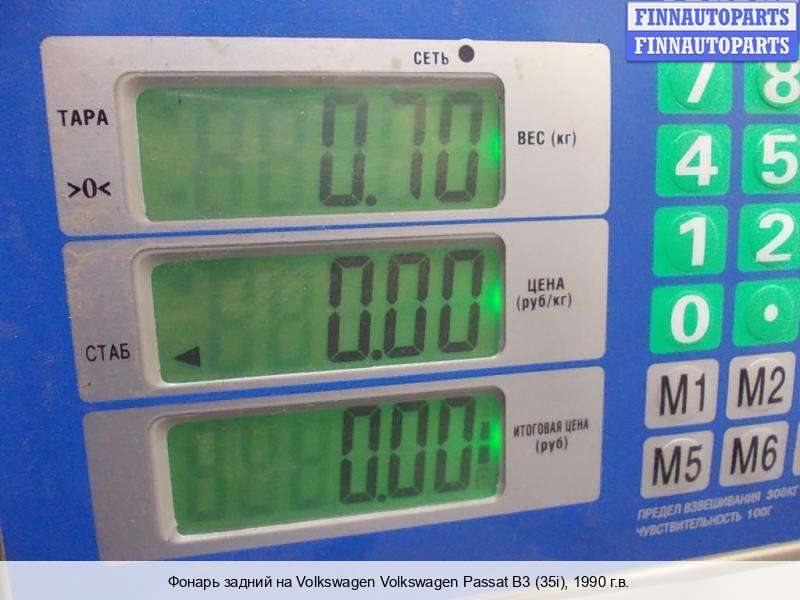 FINNAUTOPARTS
FINNAUTOPARTS
СЕТЬ
ТАРА
>0<
0.70
ВЕС (кг)
СТАБ
0.00
ЦЕНА
(руб/кг)
0.00
ИТОГОВАЯ ЦЕНА
(руб)
7 8
4 5
1 2
0 •
M1 M2
M5 M6
ПРЕДЕЛ ВЗВЕШИВАНИЯ 300КГ
ЧУВСТВИТЕЛЬНОСТЬ 100Г
Фонарь задний на Volkswagen Volkswagen Passat B3 (35i), 1990 г.в.